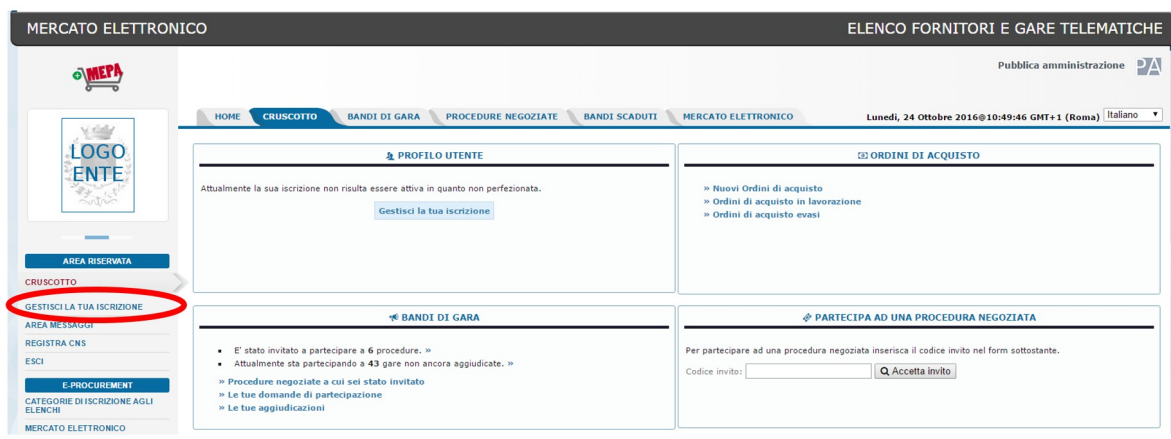 MERCATO ELETTRONICO
ELENCO FORNITORI E GARE TELEMATICHE
MEPA
Pubblica amministrazione PA
HOME CRUSCOTTO BANDI DI GARA PROCEDURE NEGOZIATE BANDI SCADUTI MERCATO ELETTRONICO
Lunedì, 24 Ottobre 2016@10:49:46 GMT+1 (Roma) Italiano
LOGO
ENTE
AREA RISERVATA
CRUSCOTTO
GESTISCI LA TUA ISCRIZIONE
AREA MESSAGGI
REGISTRA CNS
ESCI
E-PROCUREMENT
CATEGORIE DI ISCRIZIONE AGLI
ELENCHI
MERCATO ELETTRONICO
PROFILO UTENTE
Attualmente la sua iscrizione non risulta essere attiva in quanto non perfezionata.
Gestisci la tua iscrizione
ORDINI DI ACQUISTO
» Nuovi Ordini di acquisto
» Ordini di acquisto in lavorazione
» Ordini di acquisto evasi
BANDI DI GARA
▪ E' stato invitato a partecipare a 6 procedure. »
▪ Attualmente sta partecipando a 43 gare non ancora aggiudicate. »
» Procedure negoziate a cui sei stato invitato
» Le tue domande di partecipazione
» Le tue aggiudicazioni
PARTECIPA AD UNA PROCEDURA NEGOZIATA
Per partecipare ad una procedura negoziata inserisca il codice invito nel form sottostante.
Codice invito: Accetta invito